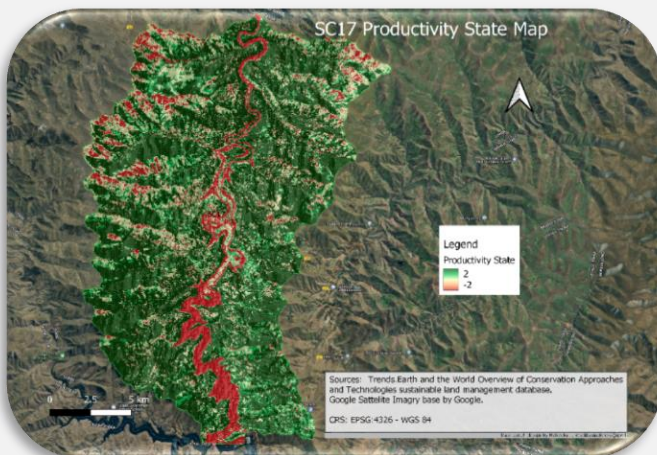 SC17 Productivity State Map
Legend
Productivity State
2
-2
0 2.5 5 km
Sources: Trends.Earth and the World Overview of Conservation Approaches
and Technologies sustainable land management database.
Google Sattelite Imagry base by Google.
CRS: EPSG:4326 - WGS 84